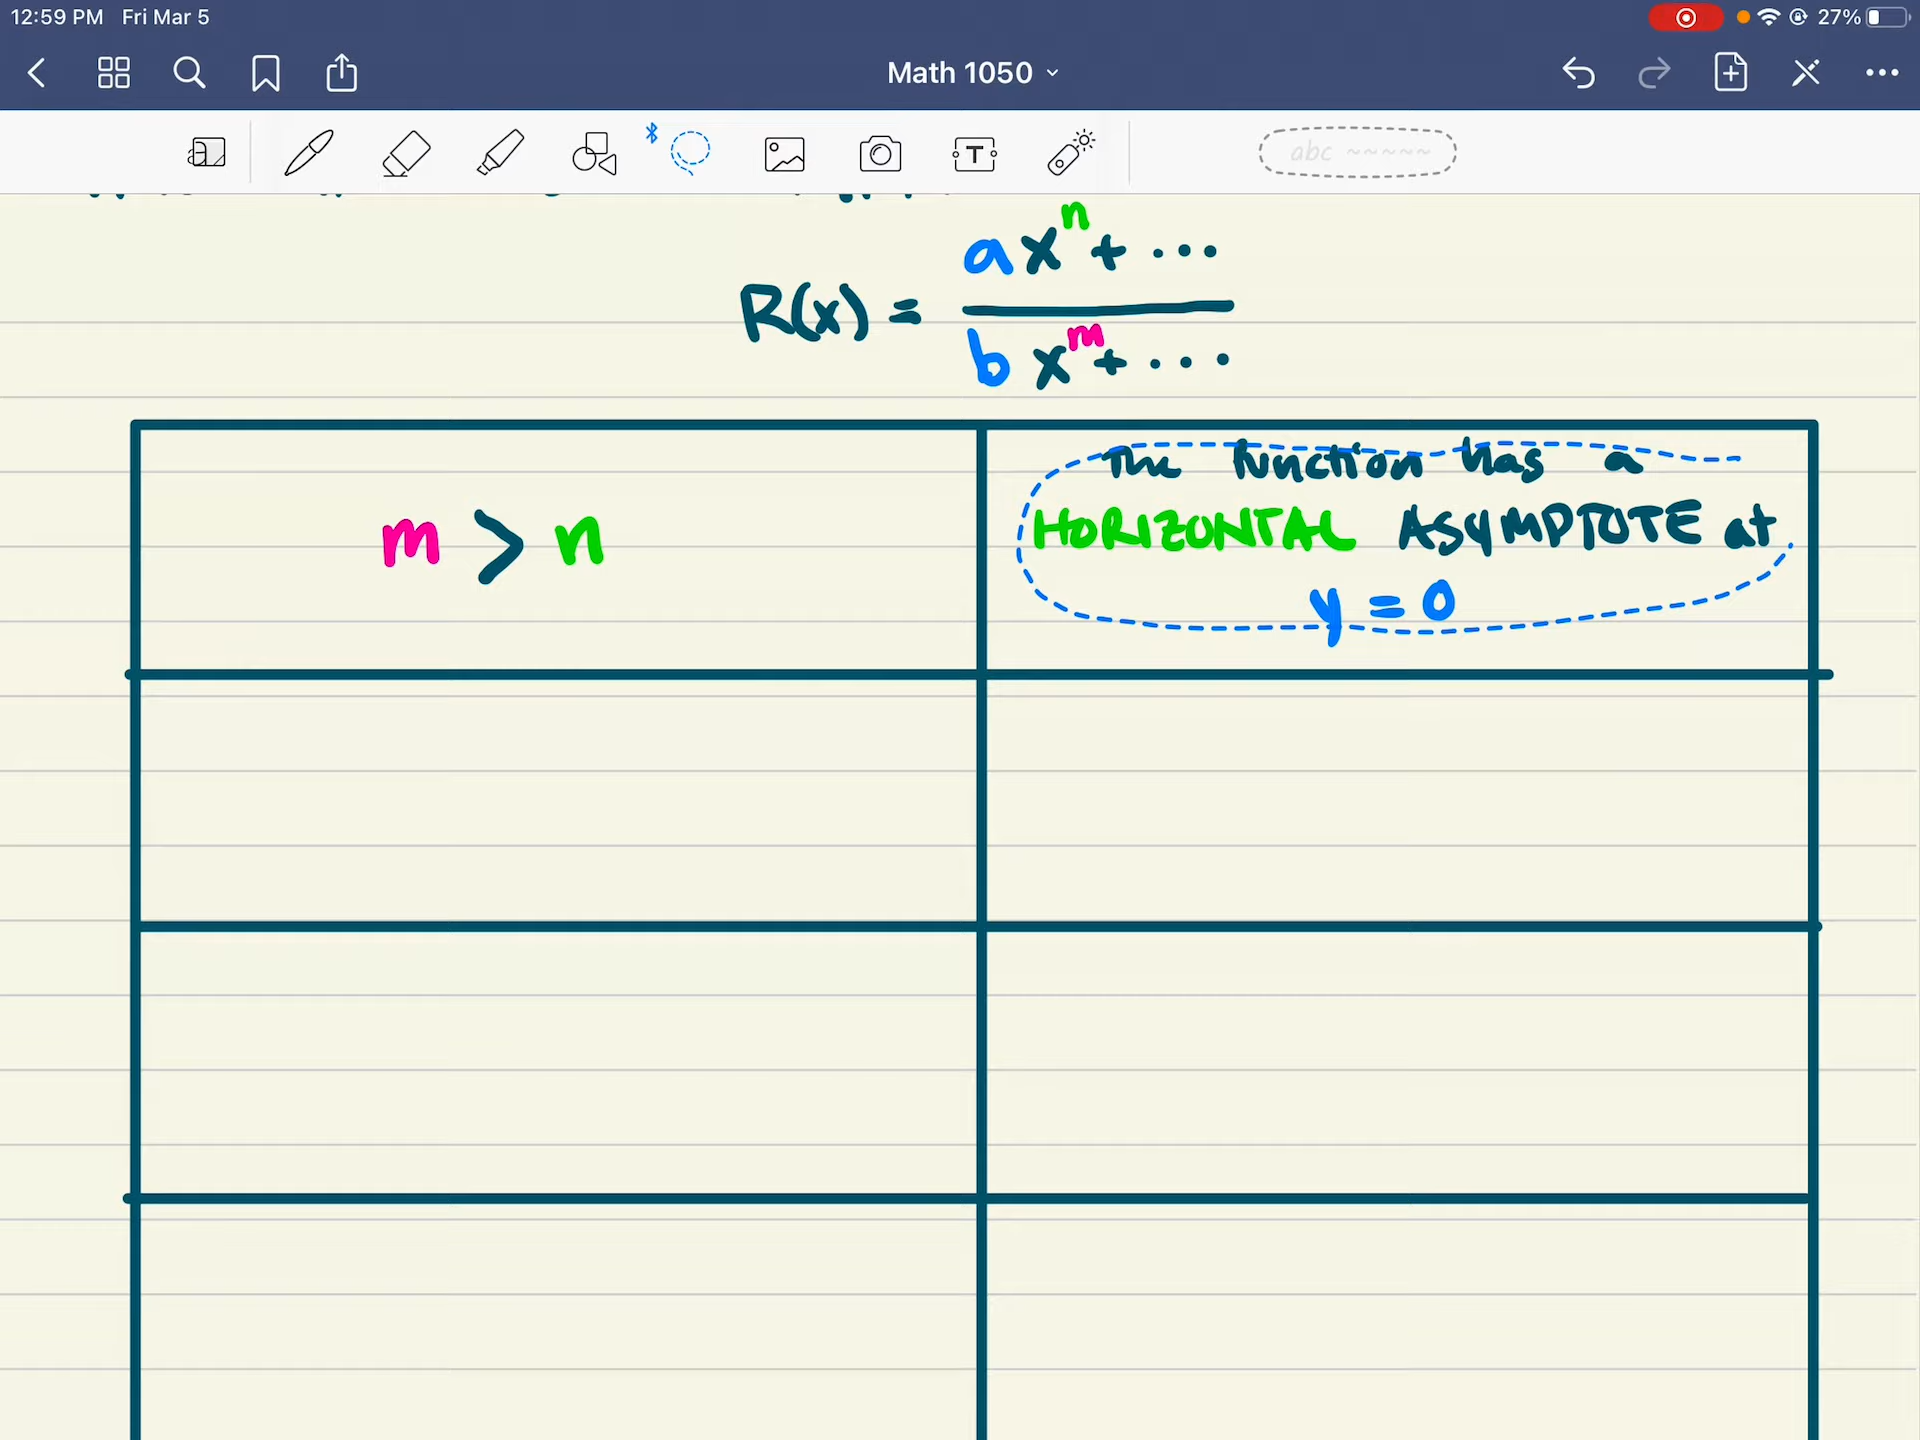 12:59 PM Fri Mar 5 27%
Math 1050
T
abc
R(x) = ax^n + ...
bx^m + ...
m > n
The function has a
HORIZONTAL ASYMPTOTE at
y = 0